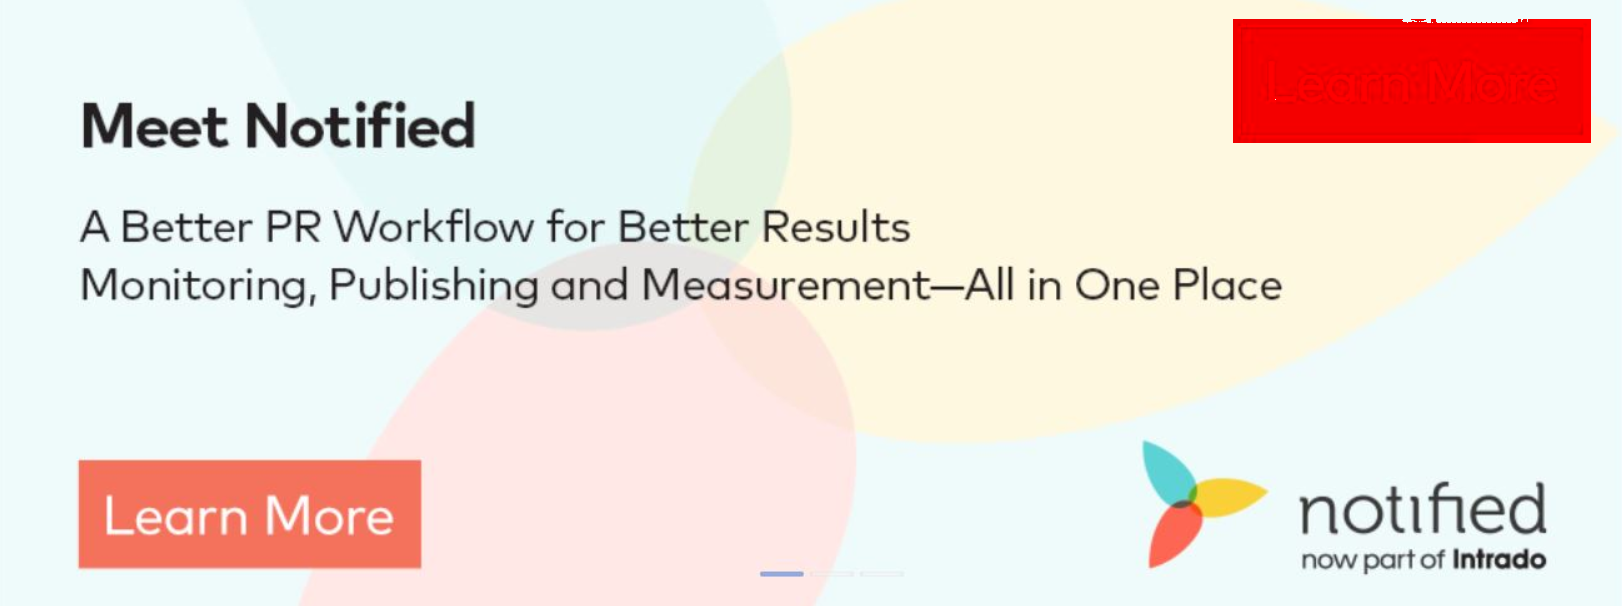 Learn More
Meet Notified
A Better PR Workflow for Better Results
Monitoring, Publishing and Measurement—All in One Place
Learn More
notified
now part of Intrado